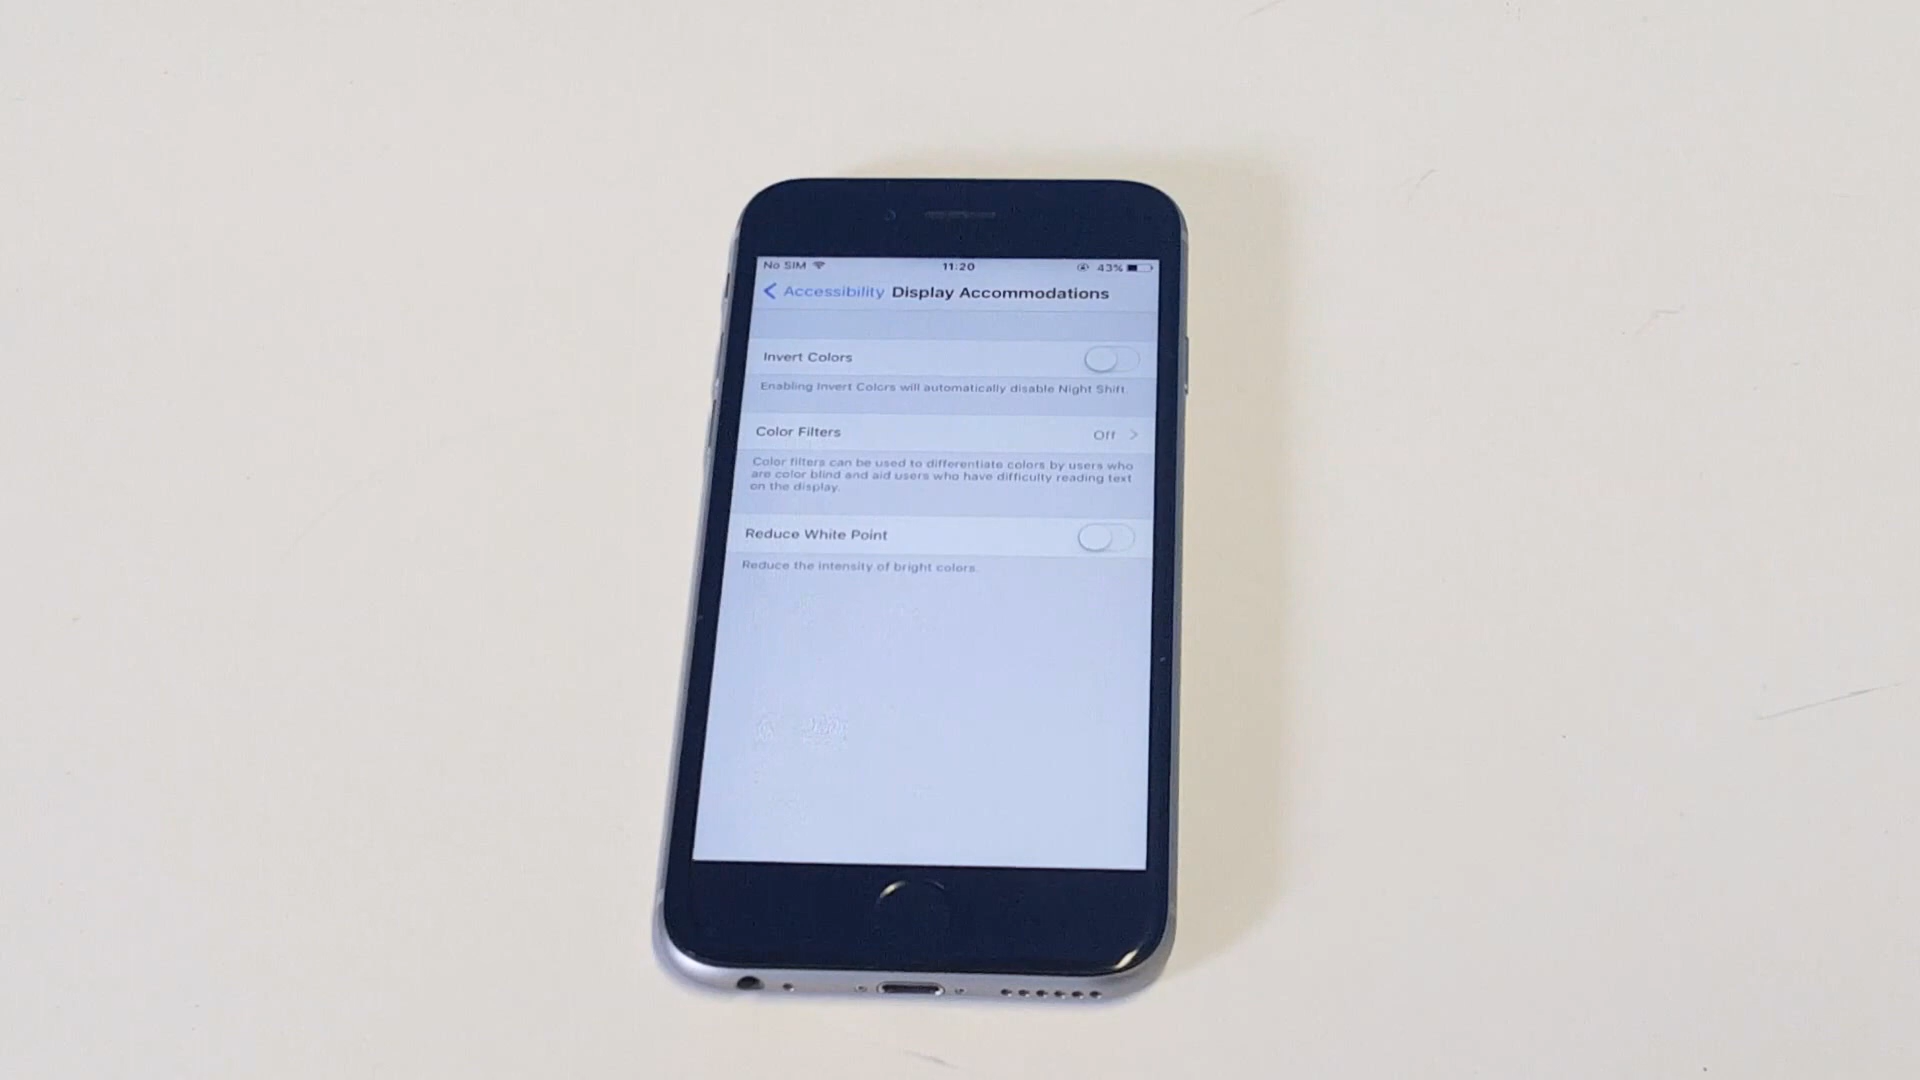 No SIM 11:20 43%
Accessibility Display Accommodations
Invert Colors
Enabling Invert Colors will automatically disable Night Shift.
Color Filters Off
Color filters can be used to differentiate colors by users who
are color blind and aid users who have difficulty reading text
on the display.
Reduce White Point
Reduce the intensity of bright colors.